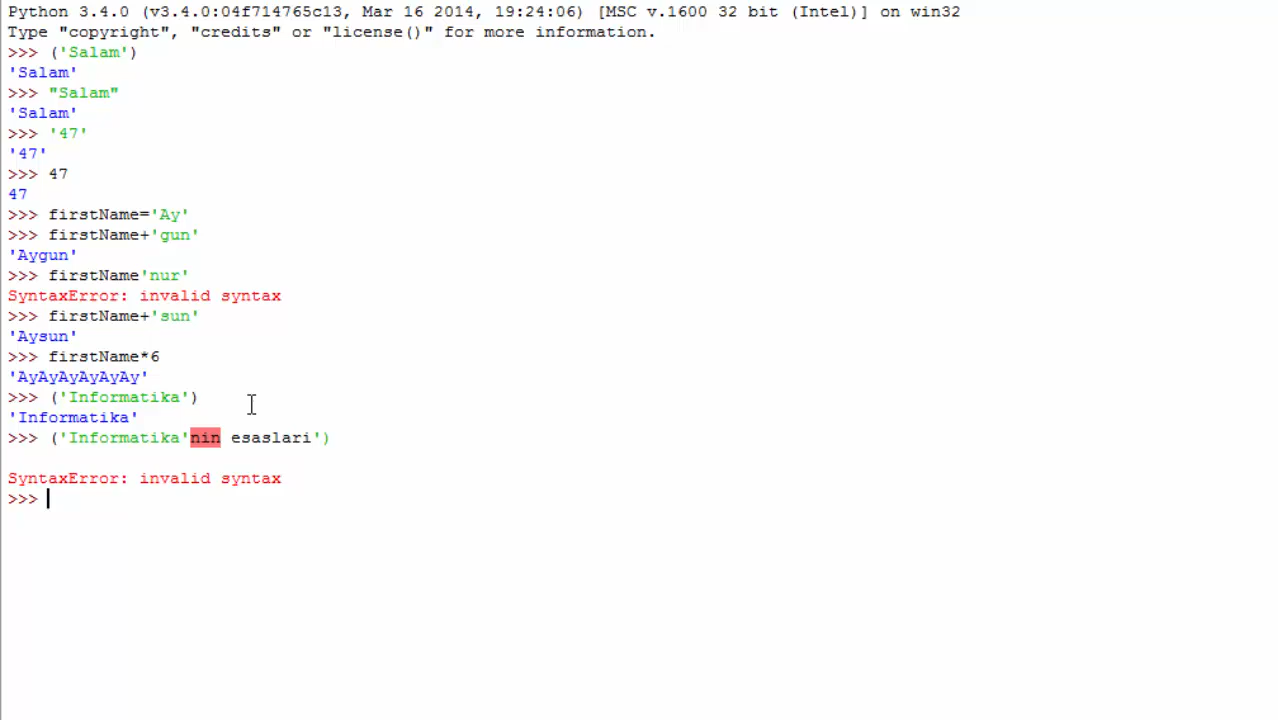 Python 3.4.0 (v3.4.0:04f714765c13, Mar 16 2014, 19:24:06) [MSC v.1600 32 bit (Intel)] on win32
Type "copyright", "credits" or "license()" for more information.
>>> ('Salam')
'Salam'
>>> "Salam"
'Salam'
>>> '47'
'47'
>>> 47
47
>>> firstName='Ay'
>>> firstName+'gun'
'Aygun'
>>> firstName'nur'
SyntaxError: invalid syntax
>>> firstName+'sun'
'Aysun'
>>> firstName*6
'AyAyAyAyAyAy'
>>> ('Informatika')
'Informatika'
>>> ('Informatika'nin esaslari')
SyntaxError: invalid syntax
>>>